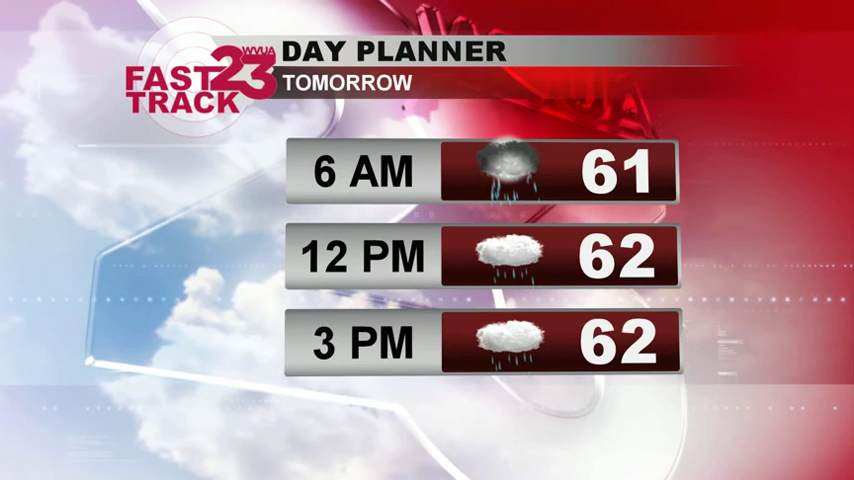 WVUA
23
FAST
TRACK
DAY PLANNER
TOMORROW
6 AM 61
12 PM 62
3 PM 62